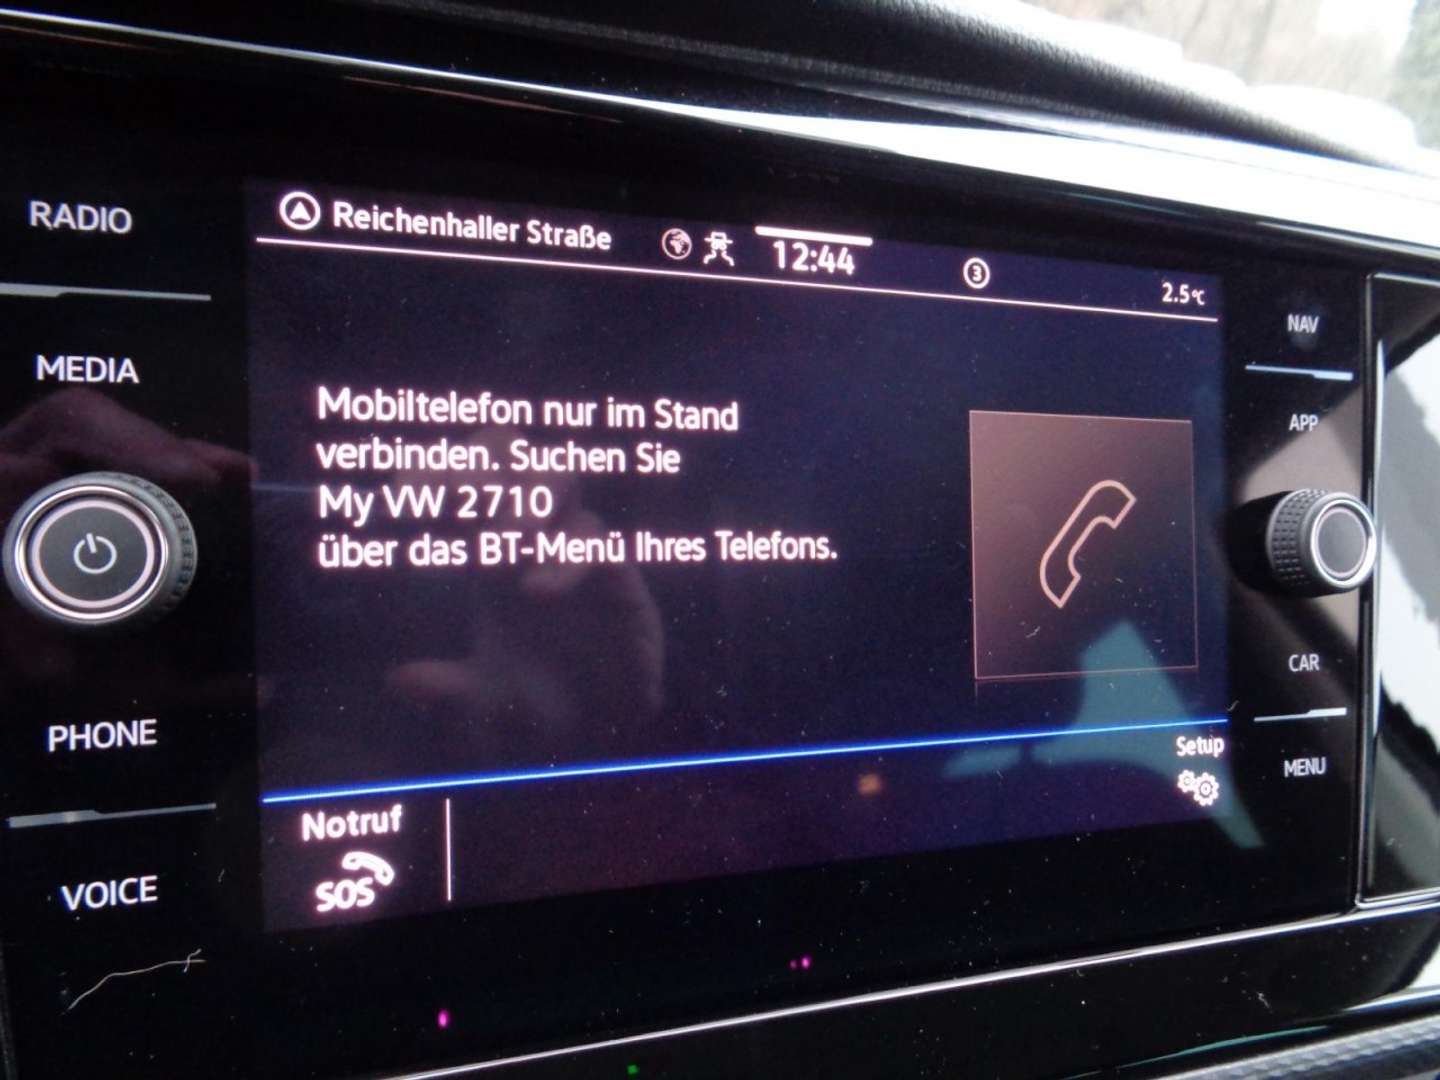 RADIO
MEDIA
PHONE
VOICE
Reichenhaller Straße
12:44
3
2.5°C
Mobiltelefon nur im Stand
verbinden. Suchen Sie
My VW 2710
über das BT-Menü Ihres Telefons.
Setup
Notruf
SOS
NAV
APP
CAR
MENU